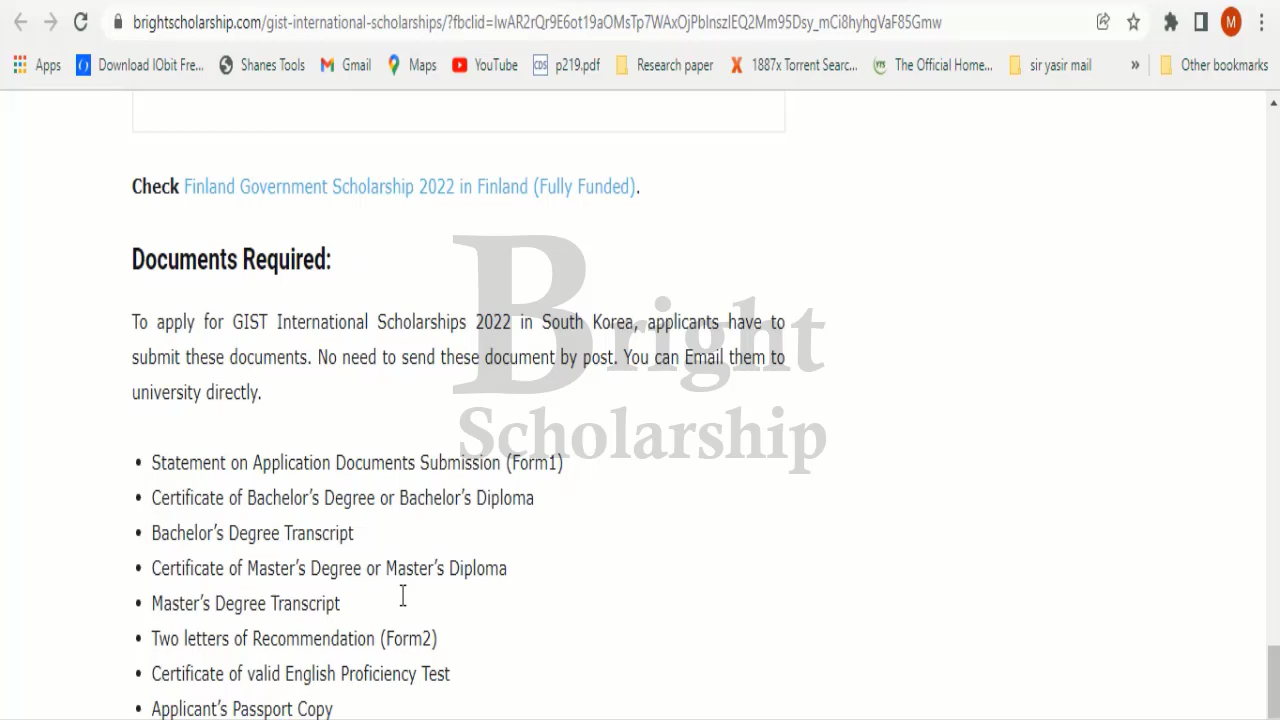 brightscholarship.com/gist-international-scholarships/?fbclid=IwAR2rQr9E6ot19aOMsTp7WAxOjPbInszIEQ2Mm95Dsy_mCi8hyhgVaF85Gmw
M
Apps Download IObit Fre... Shanes Tools Gmail Maps YouTube CDS p219.pdf Research paper 1887x Torrent Searc... The Official Home... sir yasir mail » Other bookmarks
Check Finland Government Scholarship 2022 in Finland (Fully Funded).
Documents Required:
To apply for GIST International Scholarships 2022 in South Korea, applicants have to
submit these documents. No need to send these document by post. You can Email them to
university directly.
Bright
Scholarship
• Statement on Application Documents Submission (Form1)
• Certificate of Bachelor’s Degree or Bachelor’s Diploma
• Bachelor’s Degree Transcript
• Certificate of Master’s Degree or Master’s Diploma
• Master’s Degree Transcript
• Two letters of Recommendation (Form2)
• Certificate of valid English Proficiency Test
• Applicant’s Passport Copy